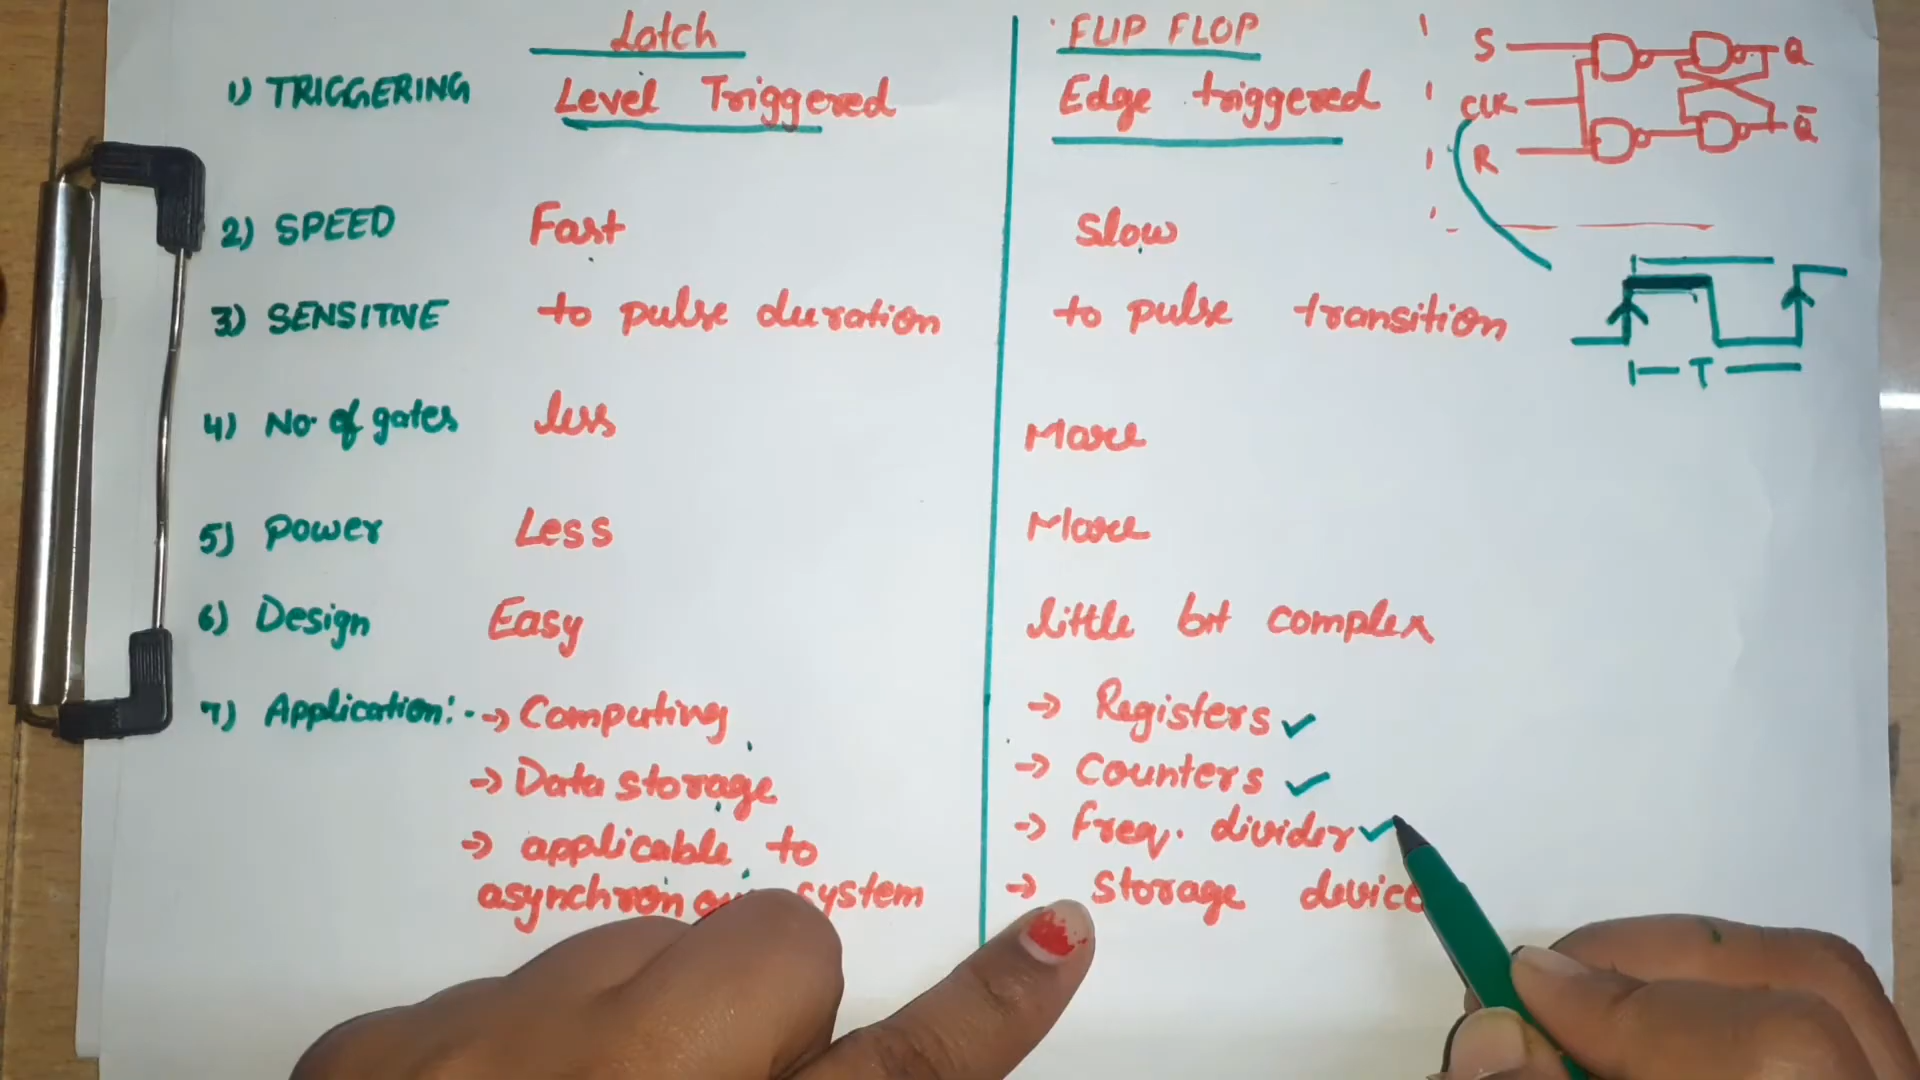 Latch FLIP FLOP
1) TRIGGERING Level Triggered Edge triggered
2) SPEED Fast Slow
3) SENSITIVE to pulse duration to pulse transition
4) No. of gates less More
5) Power Less More
6) Design Easy little bit complex
7) Application:- → Computing → Registers ✓
→ Data storage → Counters ✓
→ applicable to → freq. divider ✓
asynchronous system → Storage device
S Q
CLK
R Q̅
T